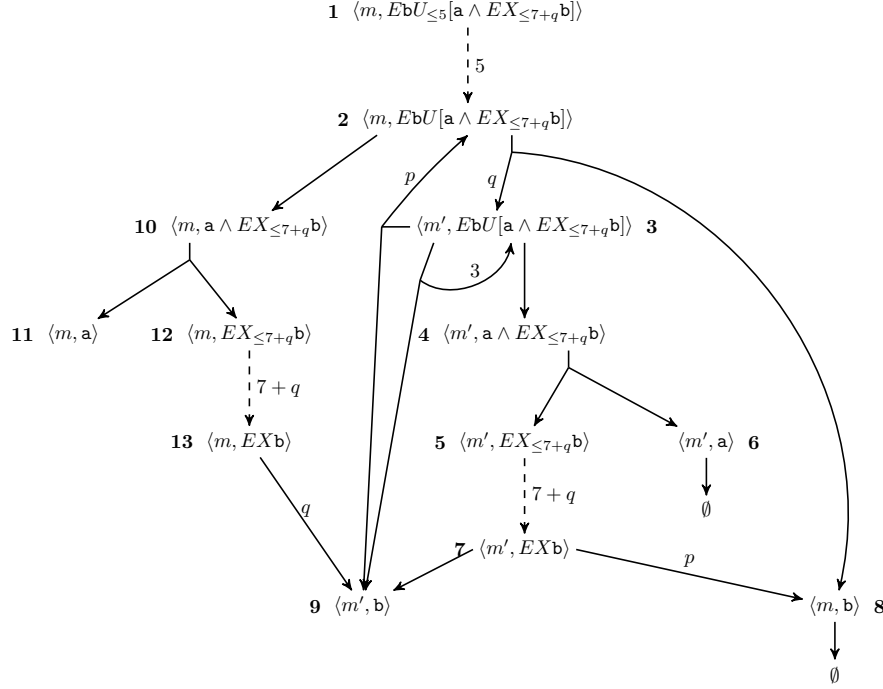 1 ⟨m, EbU≤5[a ∧ EX≤7+qb]⟩
5
2 ⟨m, EbU[a ∧ EX≤7+qb]⟩
p
q
10 ⟨m, a ∧ EX≤7+qb⟩
⟨m′, EbU[a ∧ EX≤7+qb]⟩ 3
3
11 ⟨m, a⟩
12 ⟨m, EX≤7+qb⟩
4 ⟨m′, a ∧ EX≤7+qb⟩
7 + q
13 ⟨m, EXb⟩
5 ⟨m′, EX≤7+qb⟩
⟨m′, a⟩ 6
q
7 + q
∅
7 ⟨m′, EXb⟩
p
9 ⟨m′, b⟩
⟨m, b⟩ 8
∅